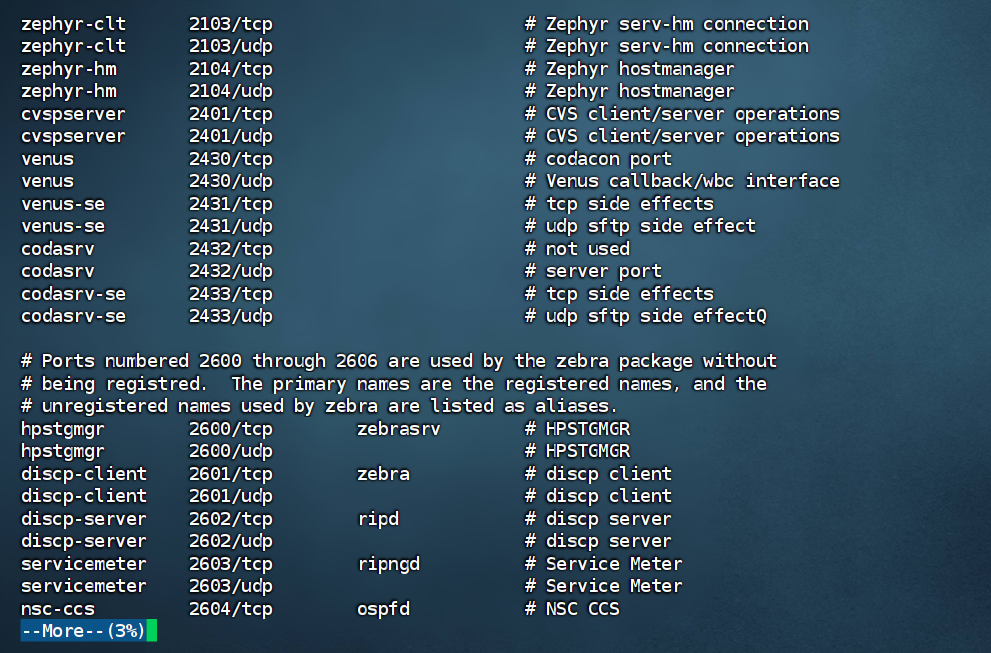 zephyr-clt      2103/tcp                        # Zephyr serv-hm connection
zephyr-clt      2103/udp                        # Zephyr serv-hm connection
zephyr-hm       2104/tcp                        # Zephyr hostmanager
zephyr-hm       2104/udp                        # Zephyr hostmanager
cvspserver      2401/tcp                        # CVS client/server operations
cvspserver      2401/udp                        # CVS client/server operations
venus           2430/tcp                        # codacon port
venus           2430/udp                        # Venus callback/wbc interface
venus-se        2431/tcp                        # tcp side effects
venus-se        2431/udp                        # udp sftp side effect
codasrv         2432/tcp                        # not used
codasrv         2432/udp                        # server port
codasrv-se      2433/tcp                        # tcp side effects
codasrv-se      2433/udp                        # udp sftp side effectQ
# Ports numbered 2600 through 2606 are used by the zebra package without
# being registred.  The primary names are the registered names, and the
# unregistered names used by zebra are listed as aliases.
hpstgmgr        2600/tcp        zebrasrv        # HPSTGMGR
hpstgmgr        2600/udp                        # HPSTGMGR
discp-client    2601/tcp        zebra           # discp client
discp-client    2601/udp                        # discp client
discp-server    2602/tcp        ripd            # discp server
discp-server    2602/udp                        # discp server
servicemeter    2603/tcp        ripngd          # Service Meter
servicemeter    2603/udp                        # Service Meter
nsc-ccs         2604/tcp        ospfd           # NSC CCS
--More--(3%)